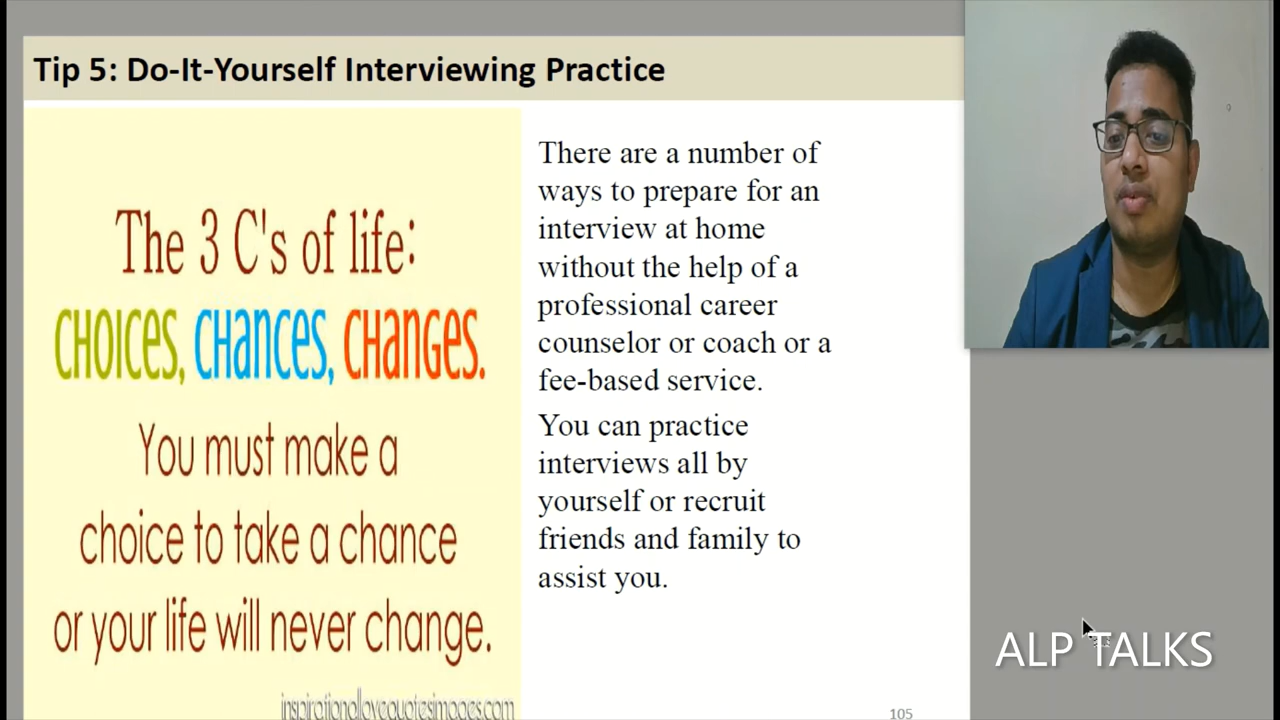 Tip 5: Do-It-Yourself Interviewing Practice
The 3 C's of life:
CHOICES, CHANCES, CHANGES.
You must make a
choice to take a chance
or your life will never change.
inspirationallovequotesimages.com
There are a number of
ways to prepare for an
interview at home
without the help of a
professional career
counselor or coach or a
fee-based service.
You can practice
interviews all by
yourself or recruit
friends and family to
assist you.
105
ALP TALKS